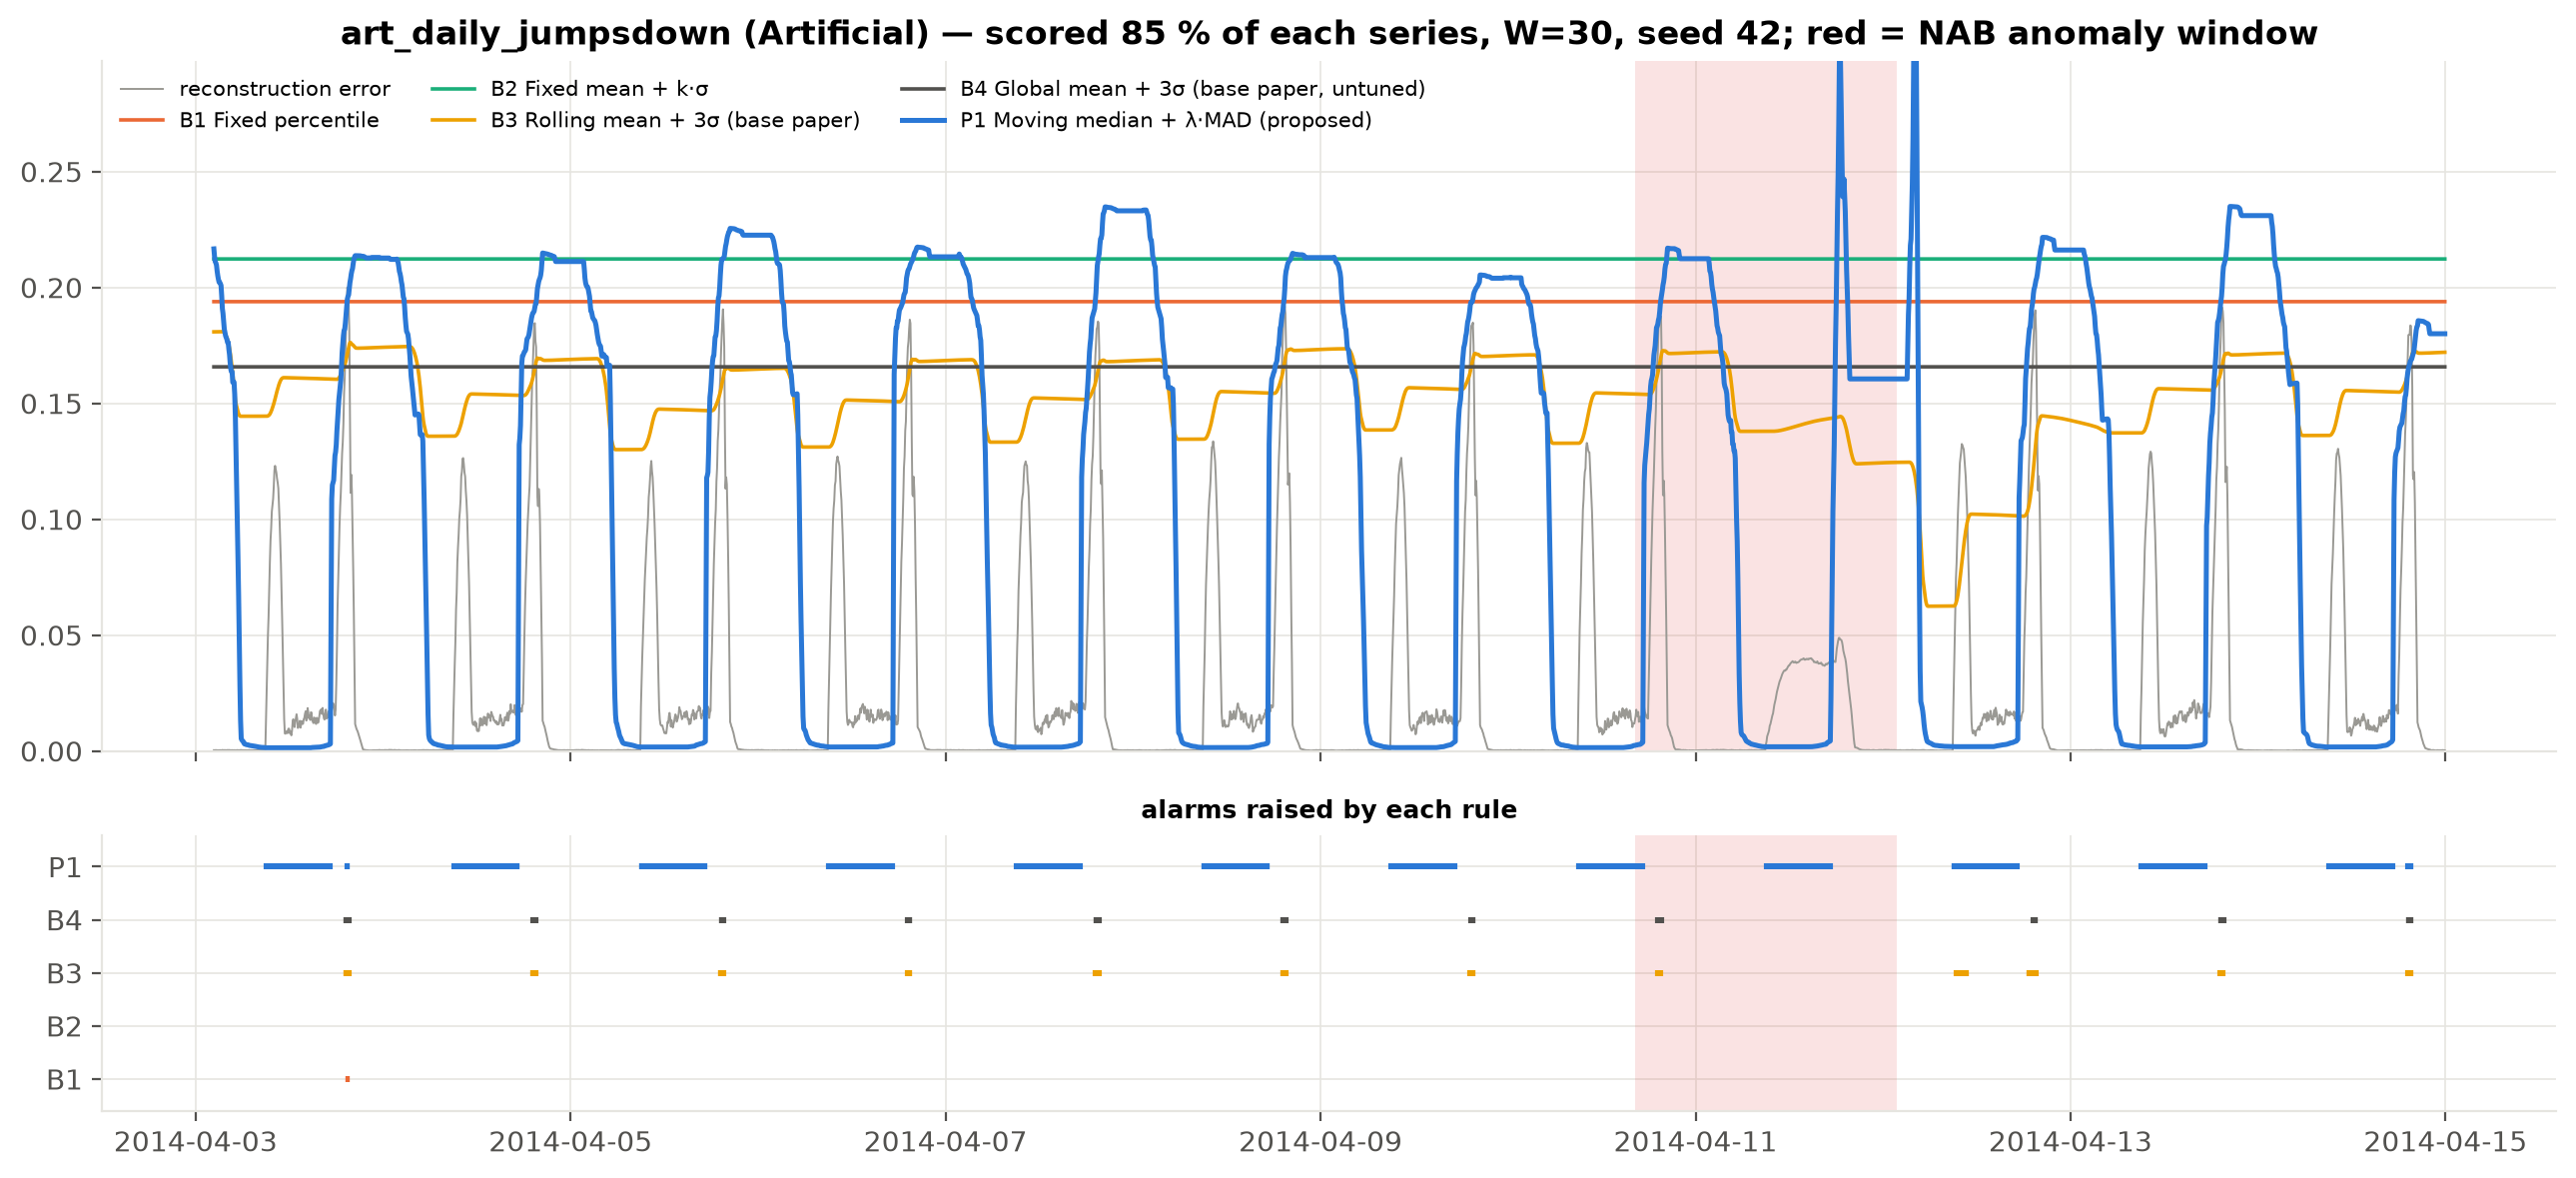 art_daily_jumpsdown (Artificial) — scored 85 % of each series, W=30, seed 42; red = NAB anomaly window
reconstruction error
B1 Fixed percentile
B2 Fixed mean + k·σ
B3 Rolling mean + 3σ (base paper)
B4 Global mean + 3σ (base paper, untuned)
P1 Moving median + λ·MAD (proposed)
0.25
0.20
0.15
0.10
0.05
0.00
alarms raised by each rule
P1
B4
B3
B2
B1
2014-04-03 2014-04-05 2014-04-07 2014-04-09 2014-04-11 2014-04-13 2014-04-15